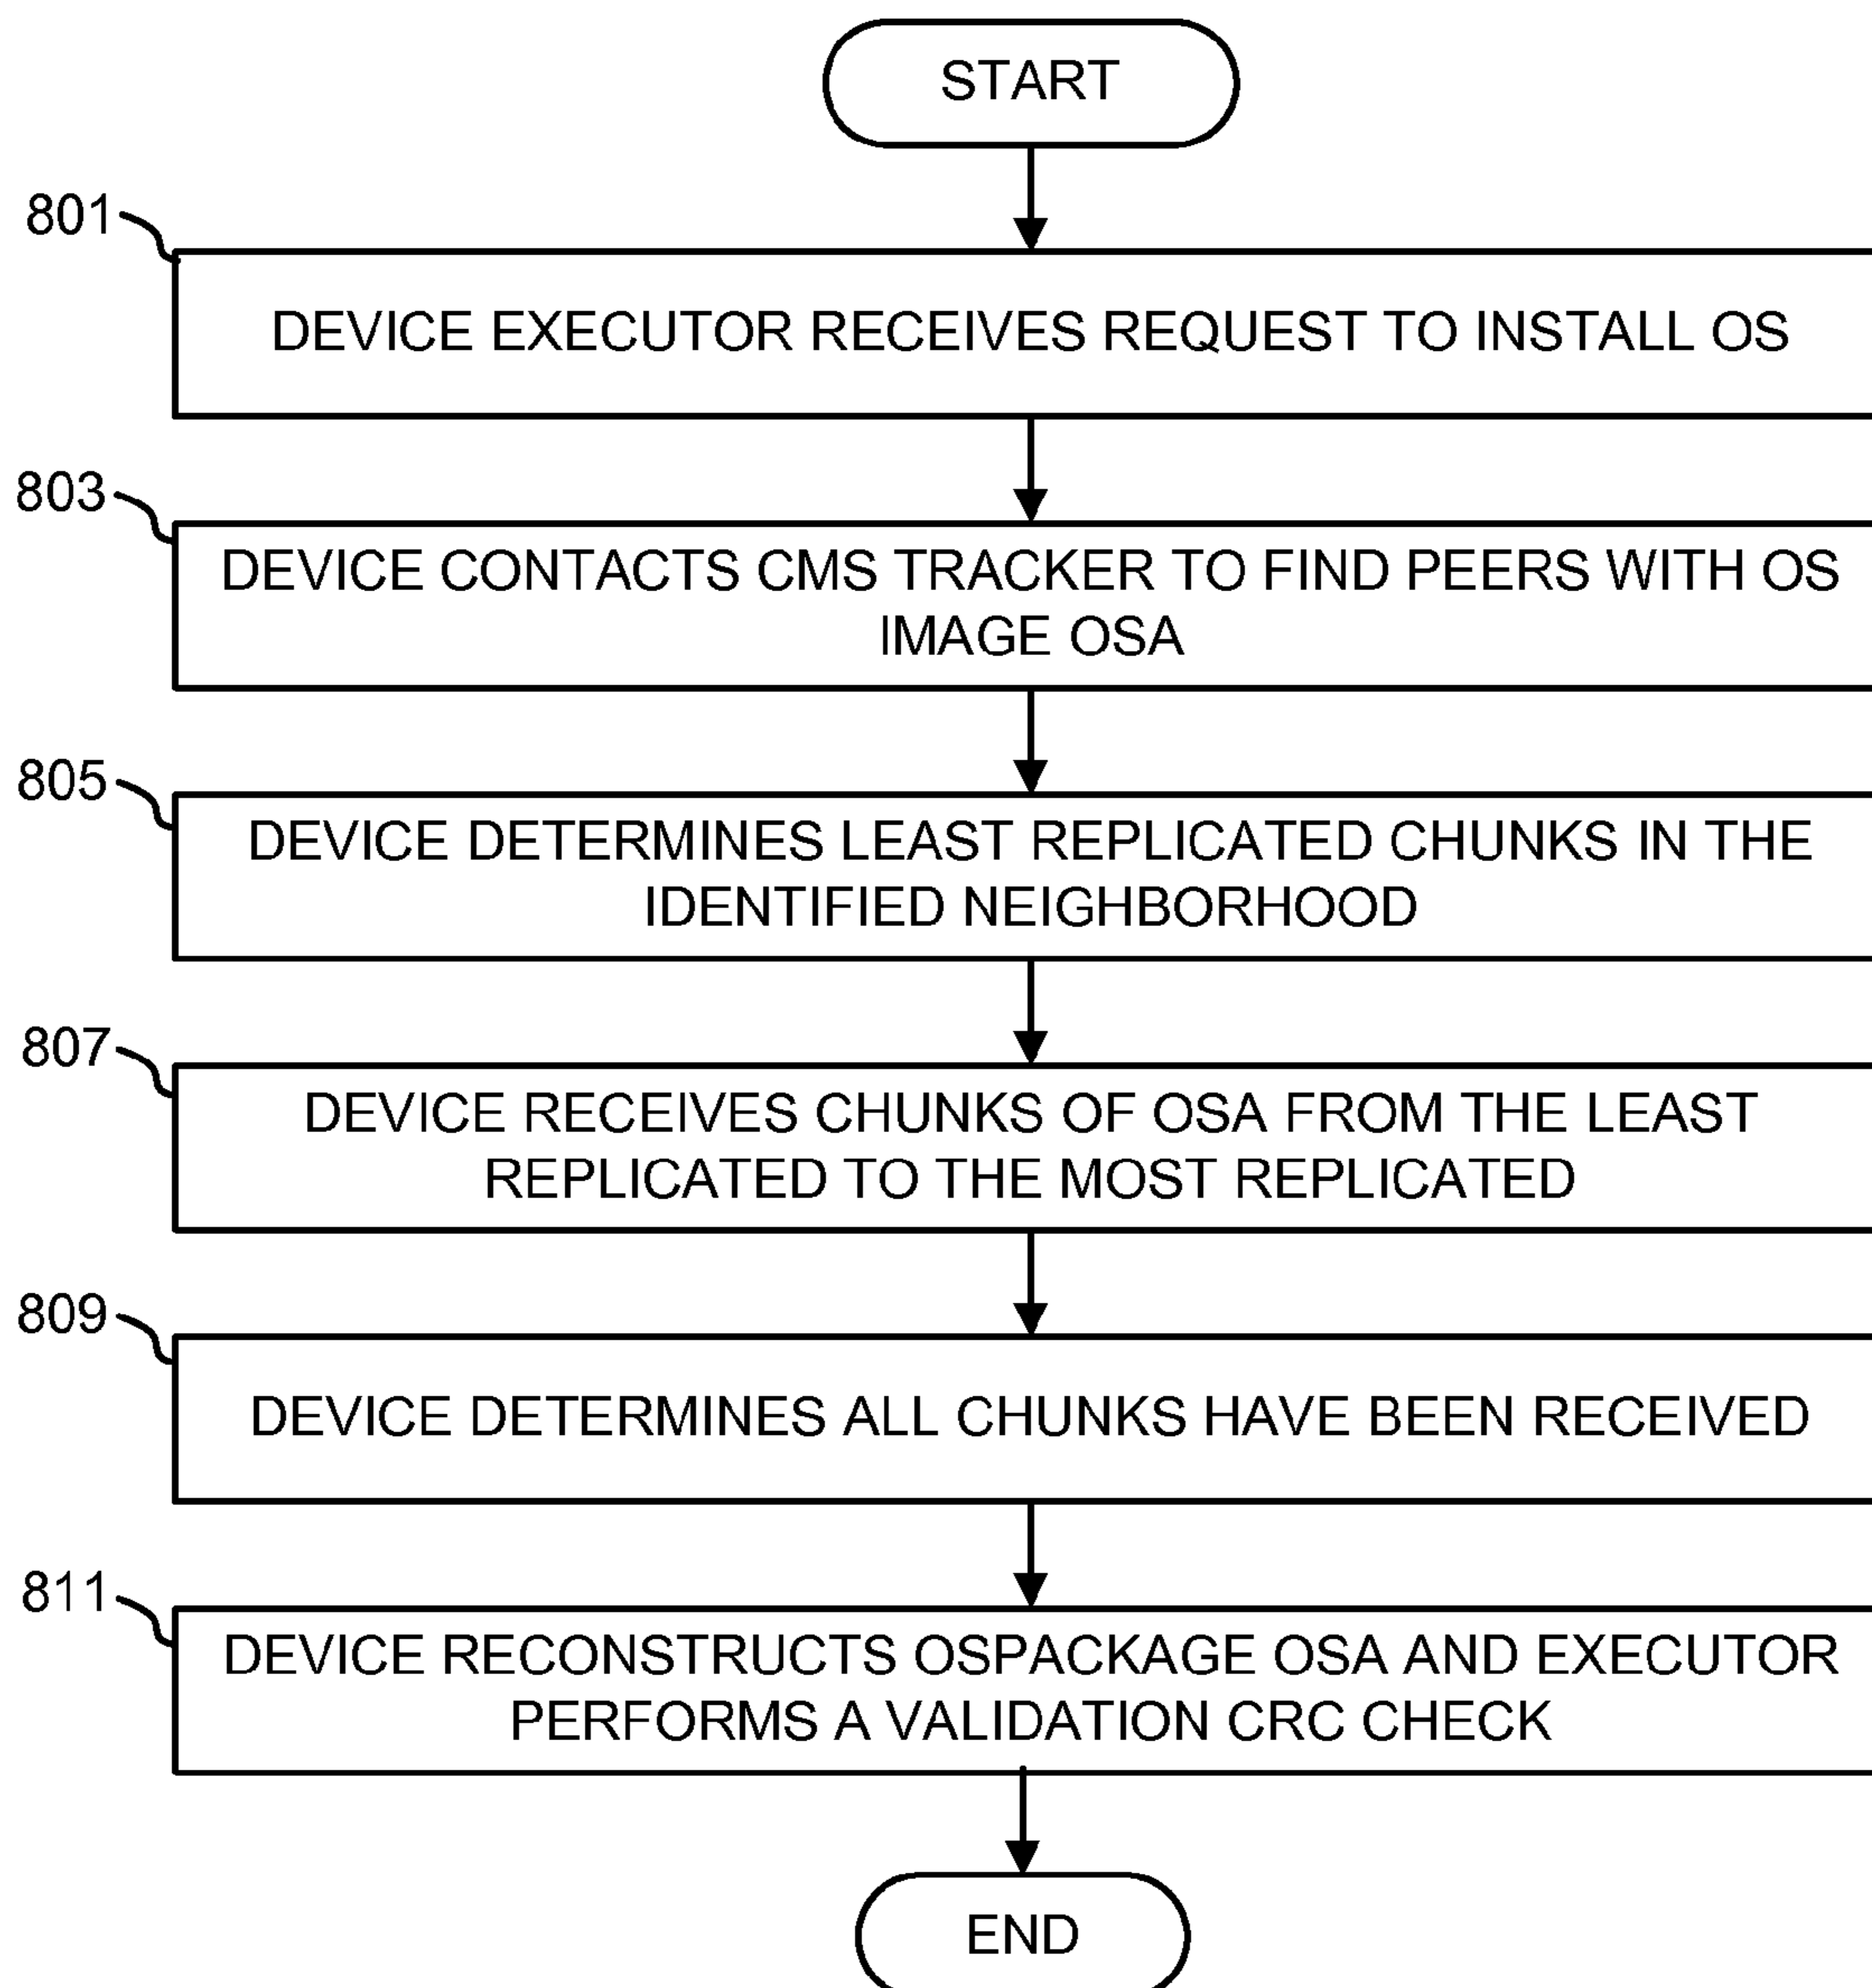 START
801
DEVICE EXECUTOR RECEIVES REQUEST TO INSTALL OS
803
DEVICE CONTACTS CMS TRACKER TO FIND PEERS WITH OS
IMAGE OSA
805
DEVICE DETERMINES LEAST REPLICATED CHUNKS IN THE
IDENTIFIED NEIGHBORHOOD
807
DEVICE RECEIVES CHUNKS OF OSA FROM THE LEAST
REPLICATED TO THE MOST REPLICATED
809
DEVICE DETERMINES ALL CHUNKS HAVE BEEN RECEIVED
811
DEVICE RECONSTRUCTS OSPACKAGE OSA AND EXECUTOR
PERFORMS A VALIDATION CRC CHECK
END